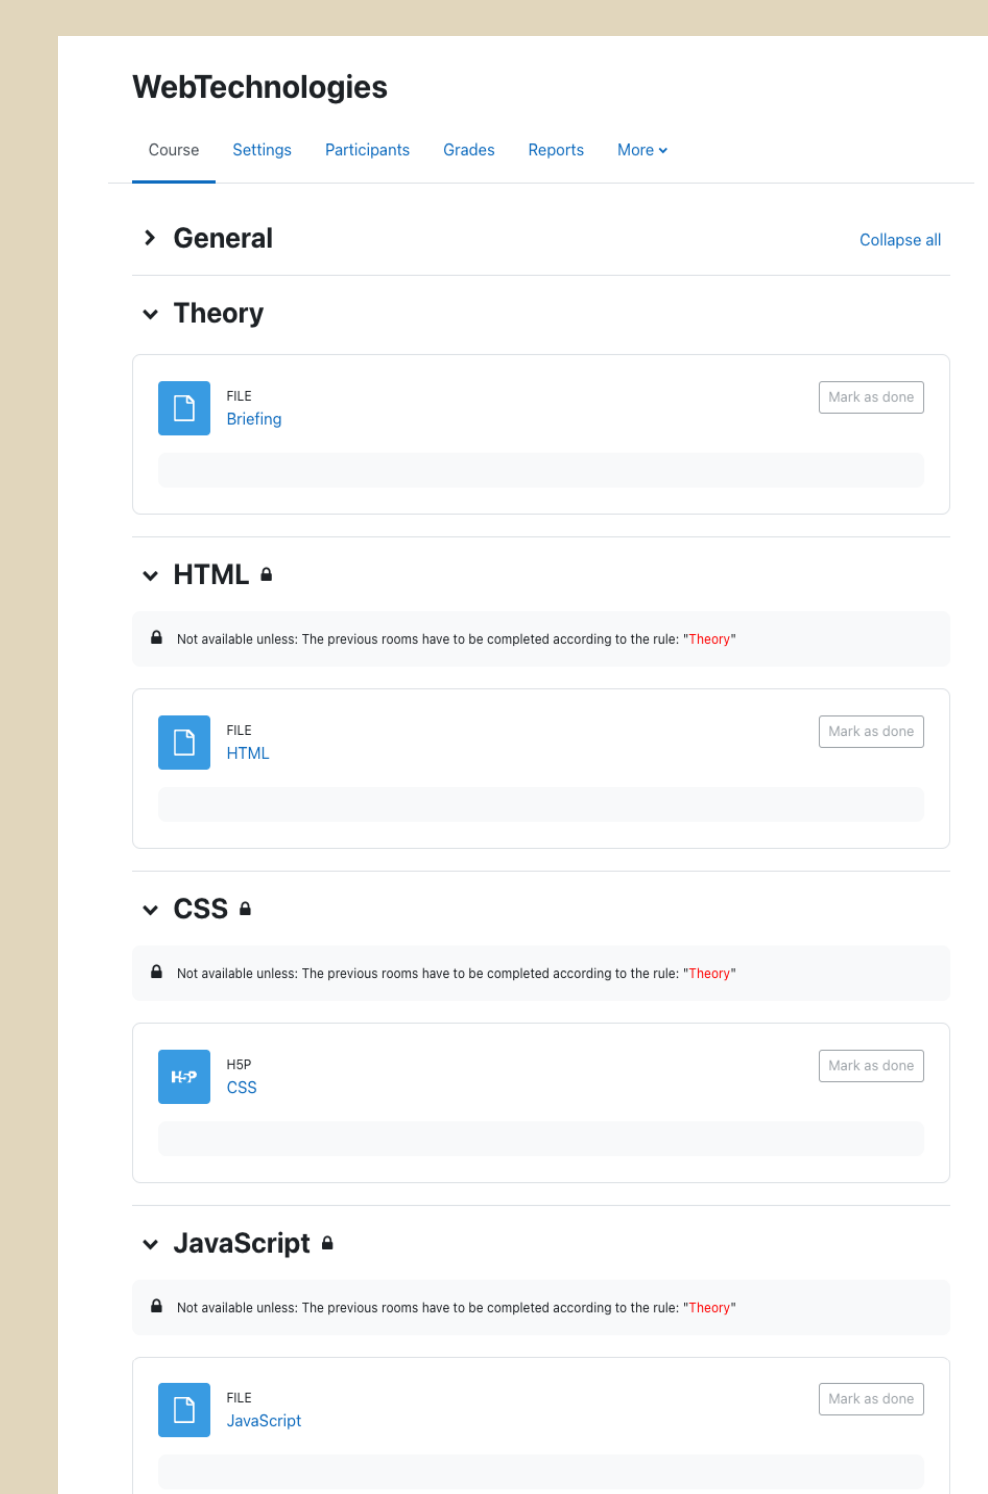 WebTechnologies
Course Settings Participants Grades Reports More
General
Collapse all
Theory
FILE
Briefing
Mark as done
HTML
Not available unless: The previous rooms have to be completed according to the rule: "Theory"
FILE
HTML
Mark as done
CSS
Not available unless: The previous rooms have to be completed according to the rule: "Theory"
H5P
H5P
CSS
Mark as done
JavaScript
Not available unless: The previous rooms have to be completed according to the rule: "Theory"
FILE
JavaScript
Mark as done